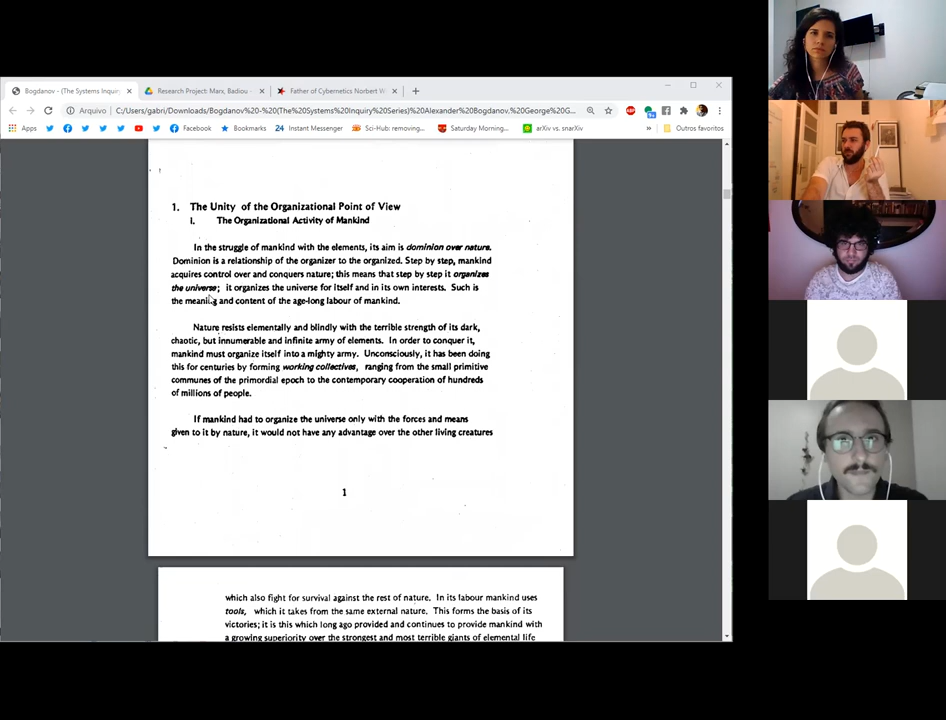 Bogdanov - (The Systems Inquiry
Research Project: Marx, Badiou -
Father of Cybernetics Norbert W
Arquivo
C:/Users/gabri/Downloads/Bogdanov%20-%20(The%20Systems%20Inquiry%20Series)%20Alexander%20Bogdanov.%20George%20G...
Apps
Facebook
Bookmarks
24 Instant Messenger
Sci-Hub: removing...
Saturday Morning...
arXiv vs. snarXiv
»
Outros favoritos
1. The Unity of the Organizational Point of View
I. The Organizational Activity of Mankind
In the struggle of mankind with the elements, its aim is dominion over nature.
Dominion is a relationship of the organizer to the organized. Step by step, mankind
acquires control over and conquers nature; this means that step by step it organizes
the universe; it organizes the universe for itself and in its own interests. Such is
the meaning and content of the age-long labour of mankind.
Nature resists elementally and blindly with the terrible strength of its dark,
chaotic, but innumerable and infinite army of elements. In order to conquer it,
mankind must organize itself into a mighty army. Unconsciously, it has been doing
this for centuries by forming working collectives, ranging from the small primitive
communes of the primordial epoch to the contemporary cooperation of hundreds
of millions of people.
If mankind had to organize the universe only with the forces and means
given to it by nature, it would not have any advantage over the other living creatures
1
which also fight for survival against the rest of nature. In its labour mankind uses
tools, which it takes from the same external nature. This forms the basis of its
victories; it is this which long ago provided and continues to provide mankind with
a growing superiority over the strongest and most terrible giants of elemental life